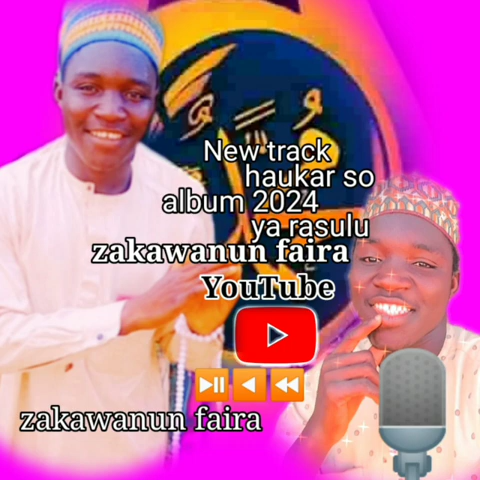 New track
haukar so
album 2024
ya rasulu
zakawanun faira
YouTube
zakawanun faira